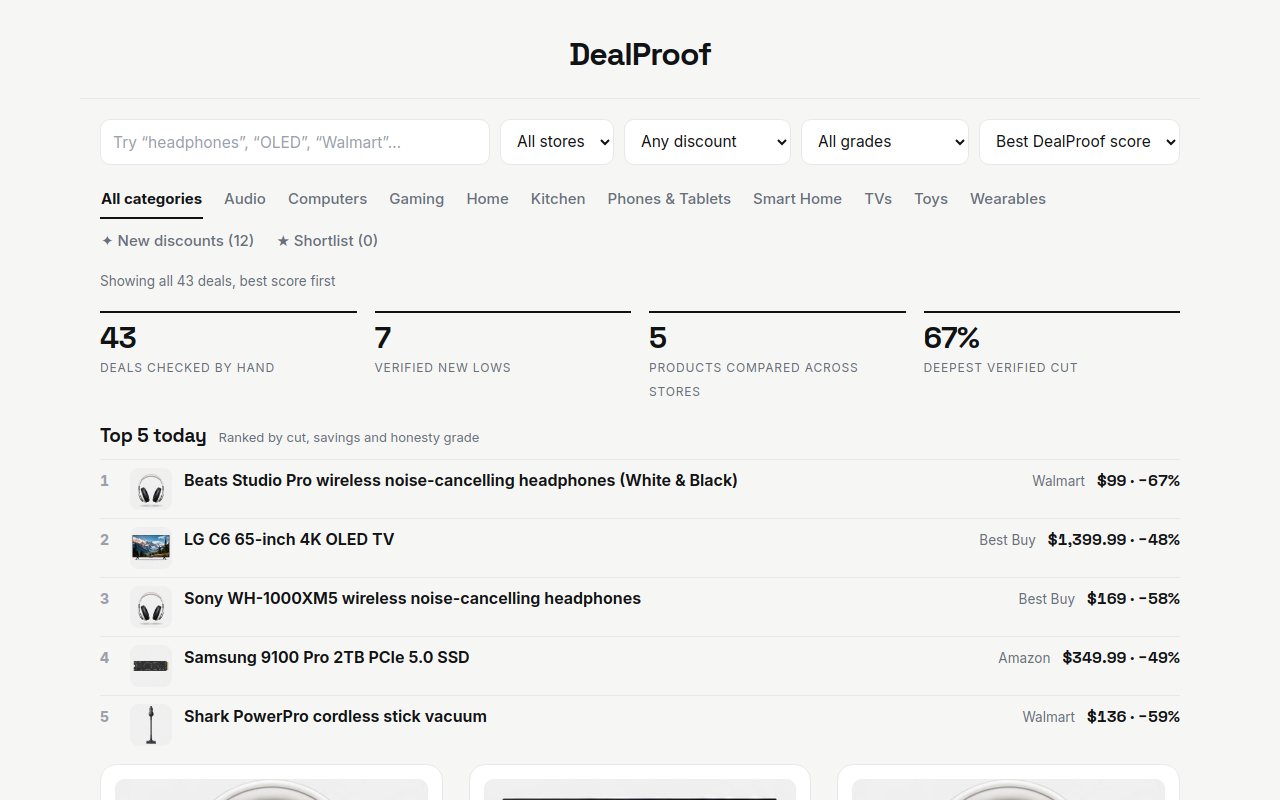 DealProof
Try “headphones”, “OLED”, “Walmart”...
All stores
Any discount
All grades
Best DealProof score
All categories Audio Computers Gaming Home Kitchen Phones & Tablets Smart Home TVs Toys Wearables
✦ New discounts (12) ★ Shortlist (0)
Showing all 43 deals, best score first
43
DEALS CHECKED BY HAND
7
VERIFIED NEW LOWS
5
PRODUCTS COMPARED ACROSS
STORES
67%
DEEPEST VERIFIED CUT
Top 5 today Ranked by cut, savings and honesty grade
1 Beats Studio Pro wireless noise-cancelling headphones (White & Black) Walmart $99 · −67%
2 LG C6 65-inch 4K OLED TV Best Buy $1,399.99 · −48%
3 Sony WH-1000XM5 wireless noise-cancelling headphones Best Buy $169 · −58%
4 Samsung 9100 Pro 2TB PCIe 5.0 SSD Amazon $349.99 · −49%
5 Shark PowerPro cordless stick vacuum Walmart $136 · −59%